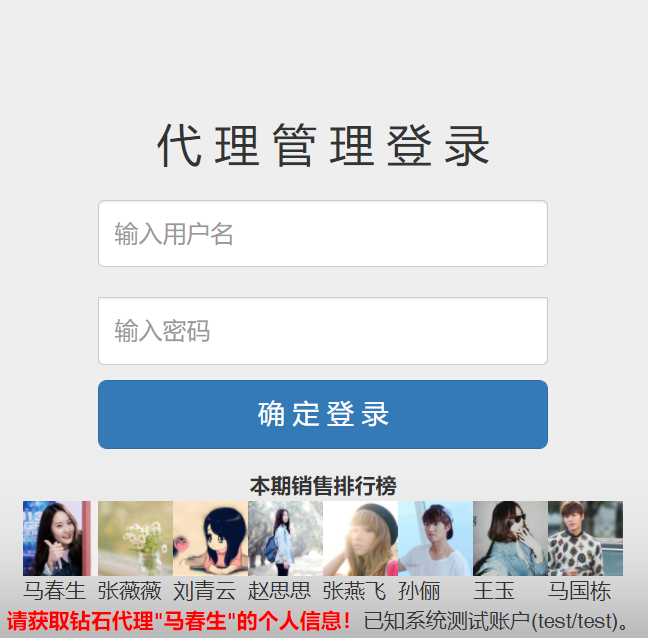 代理管理登录
输入用户名
输入密码
确定登录
本期销售排行榜
马春生 张薇薇 刘青云 赵思思 张燕飞 孙俪 王玉 马国栋
请获取钻石代理"马春生"的个人信息！已知系统测试账户(test/test)。